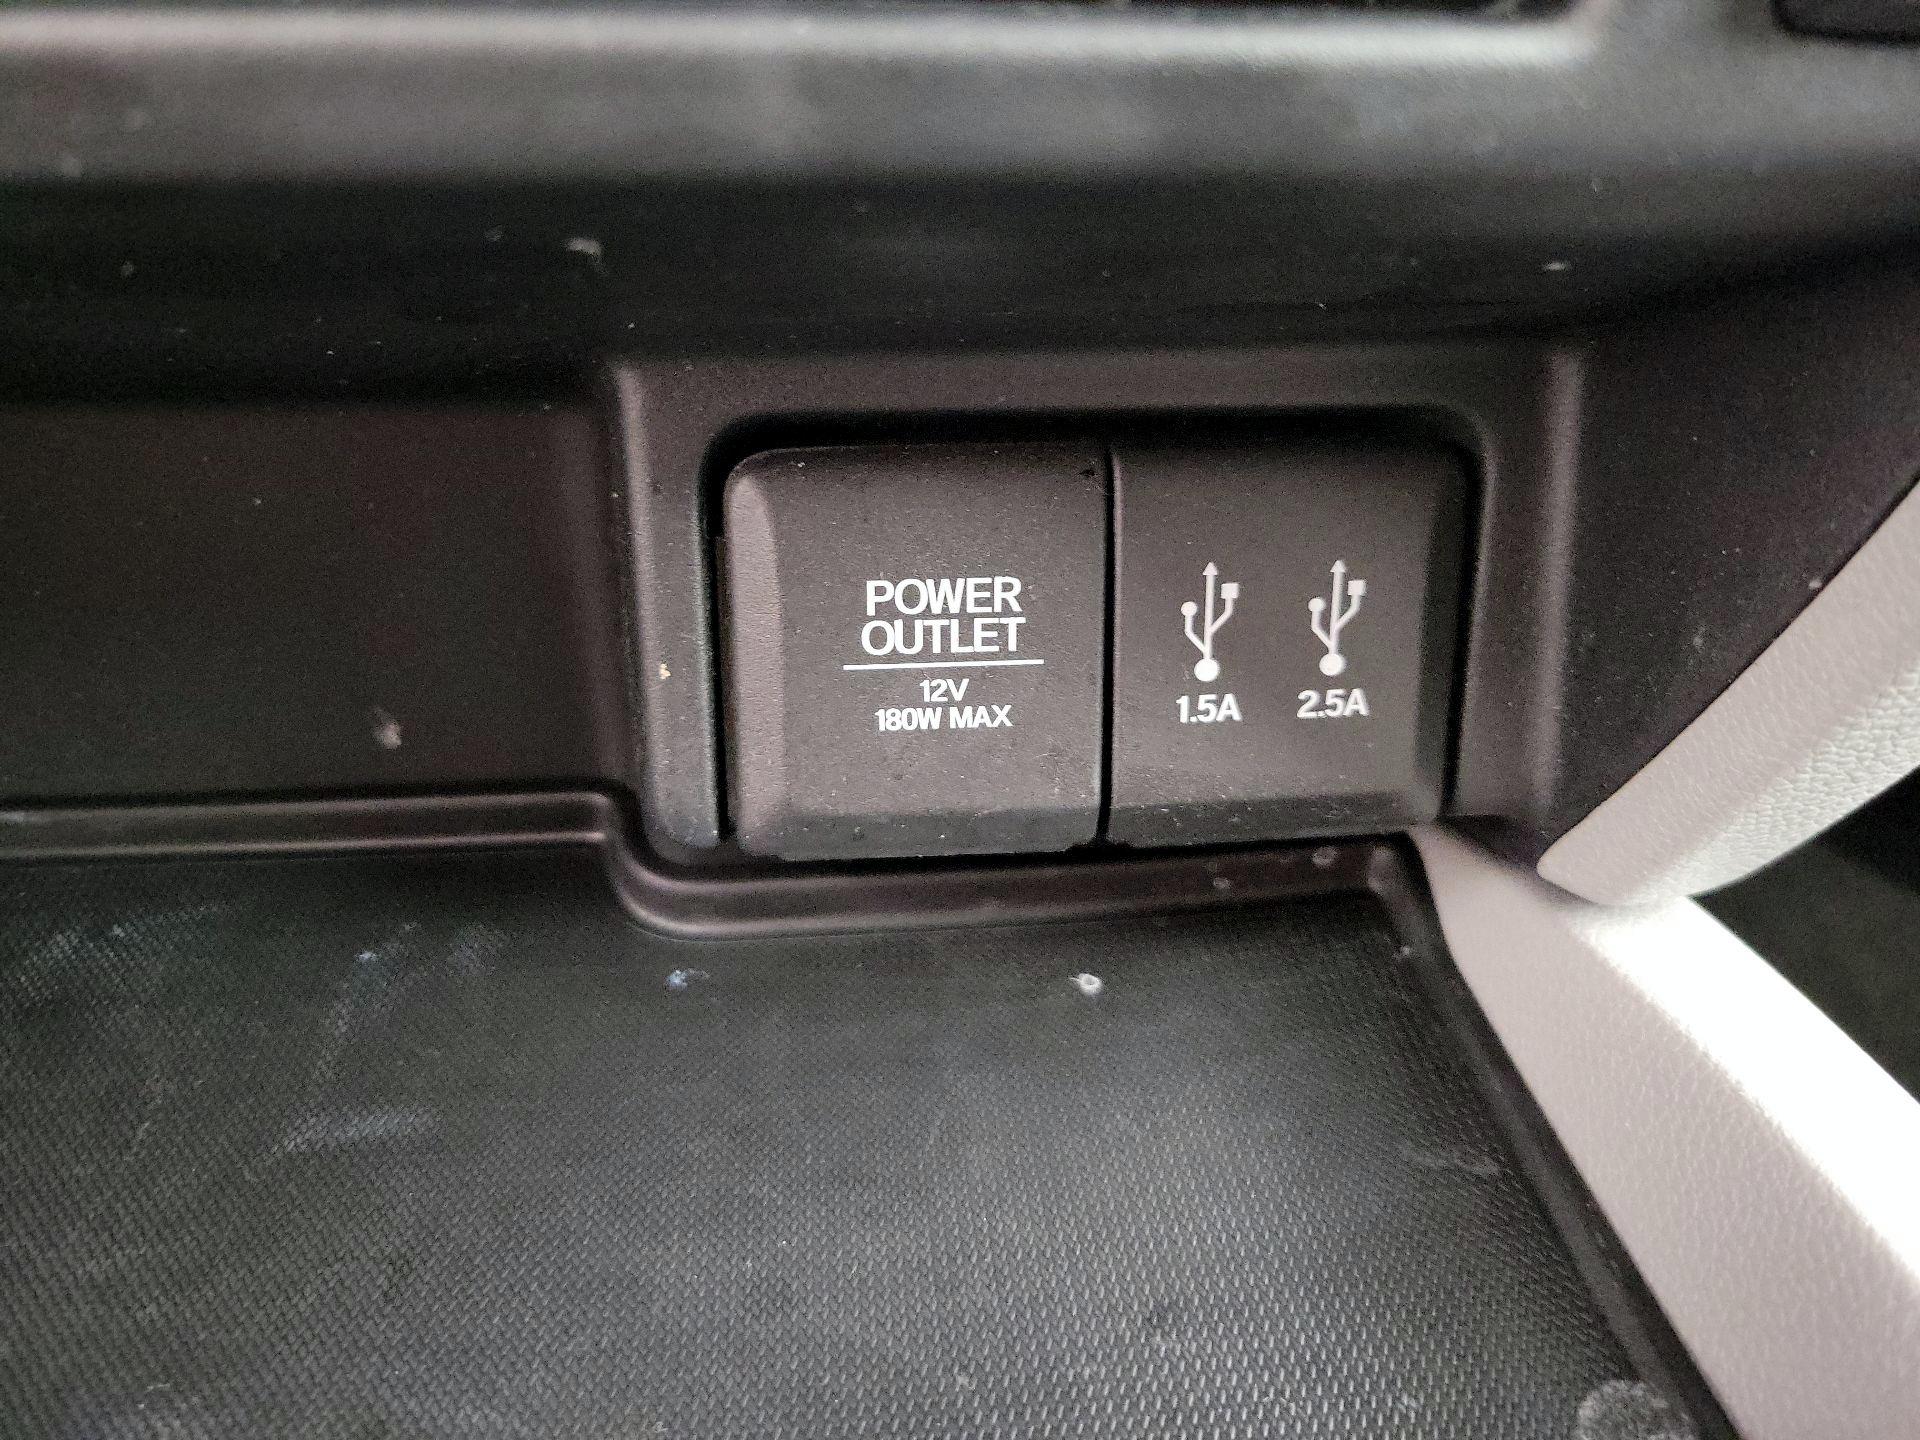 POWER
OUTLET
12V
180W MAX
1.5A
2.5A